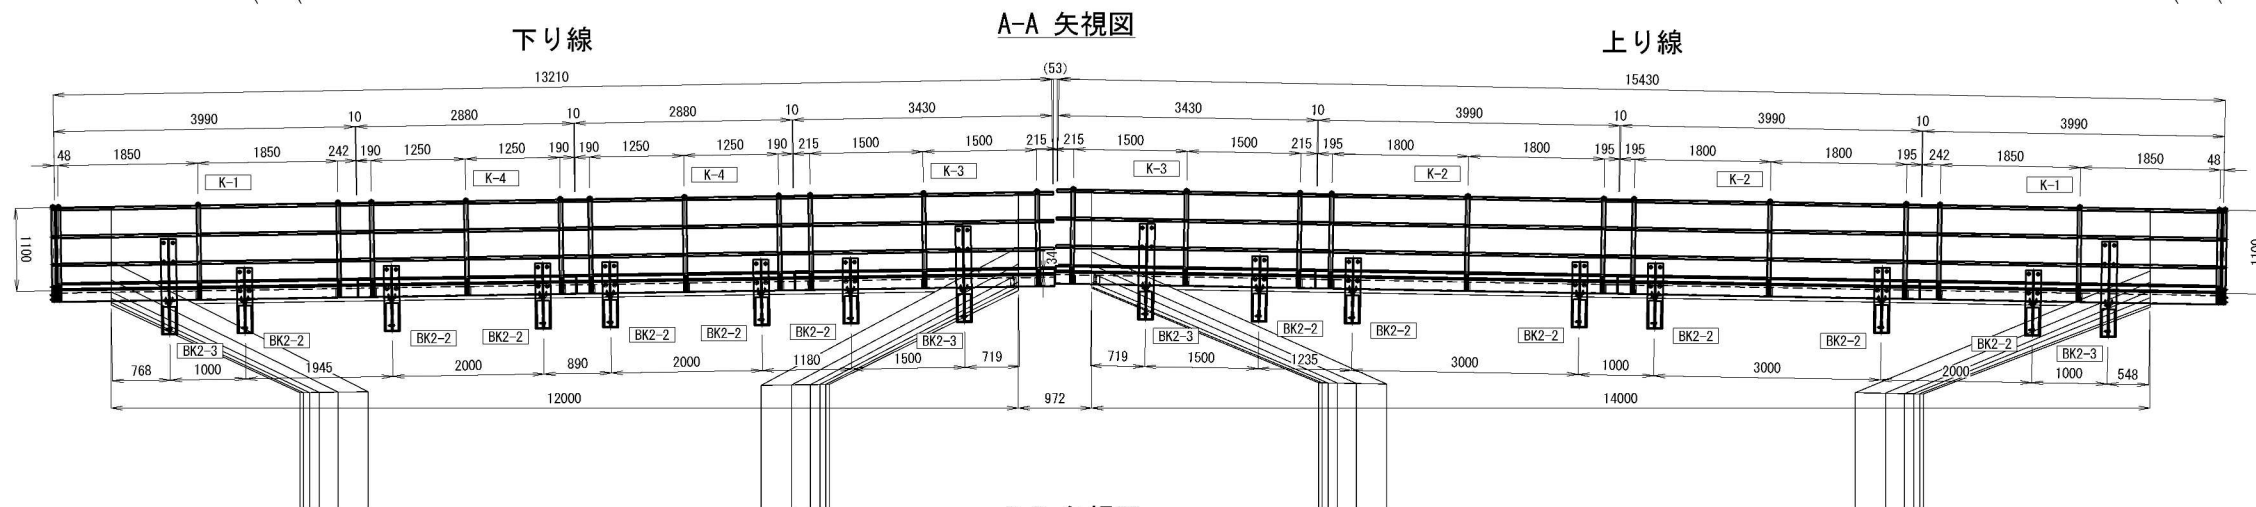 A-A 矢視図
下り線
上り線
13210
(53)
15430
3990
10
2880
10
2880
10
3430
3430
10
3990
10
3990
10
3990
48
1850
1850
242
190
1250
1250
190
190
1250
1250
190
215
1500
1500
215
215
1500
1500
215
195
1800
1800
195
195
1800
1800
195
242
1850
1850
48
K-1
K-4
K-4
K-3
K-3
K-2
K-2
K-1
1100
1100
BK2-3
BK2-2
BK2-2
BK2-2
BK2-2
BK2-2
BK2-2
BK2-3
BK2-3
BK2-2
BK2-2
BK2-2
BK2-2
BK2-2
BK2-2
BK2-3
768
1000
1945
2000
890
2000
1180
1500
719
719
1500
1235
3000
1000
3000
2000
1000
548
12000
972
14000